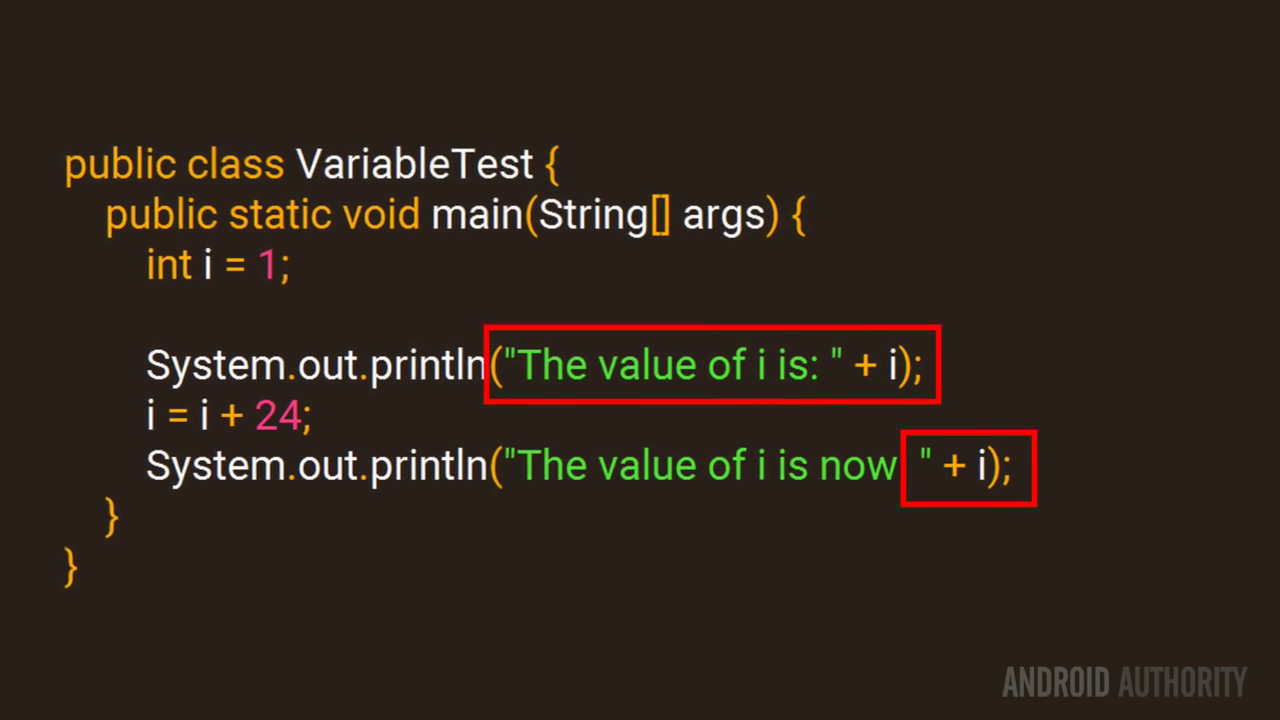 public class VariableTest {
public static void main(String[] args) {
int i = 1;
System.out.println("The value of i is: " + i);
i = i + 24;
System.out.println("The value of i is now " + i);
}
}
ANDROID AUTHORITY